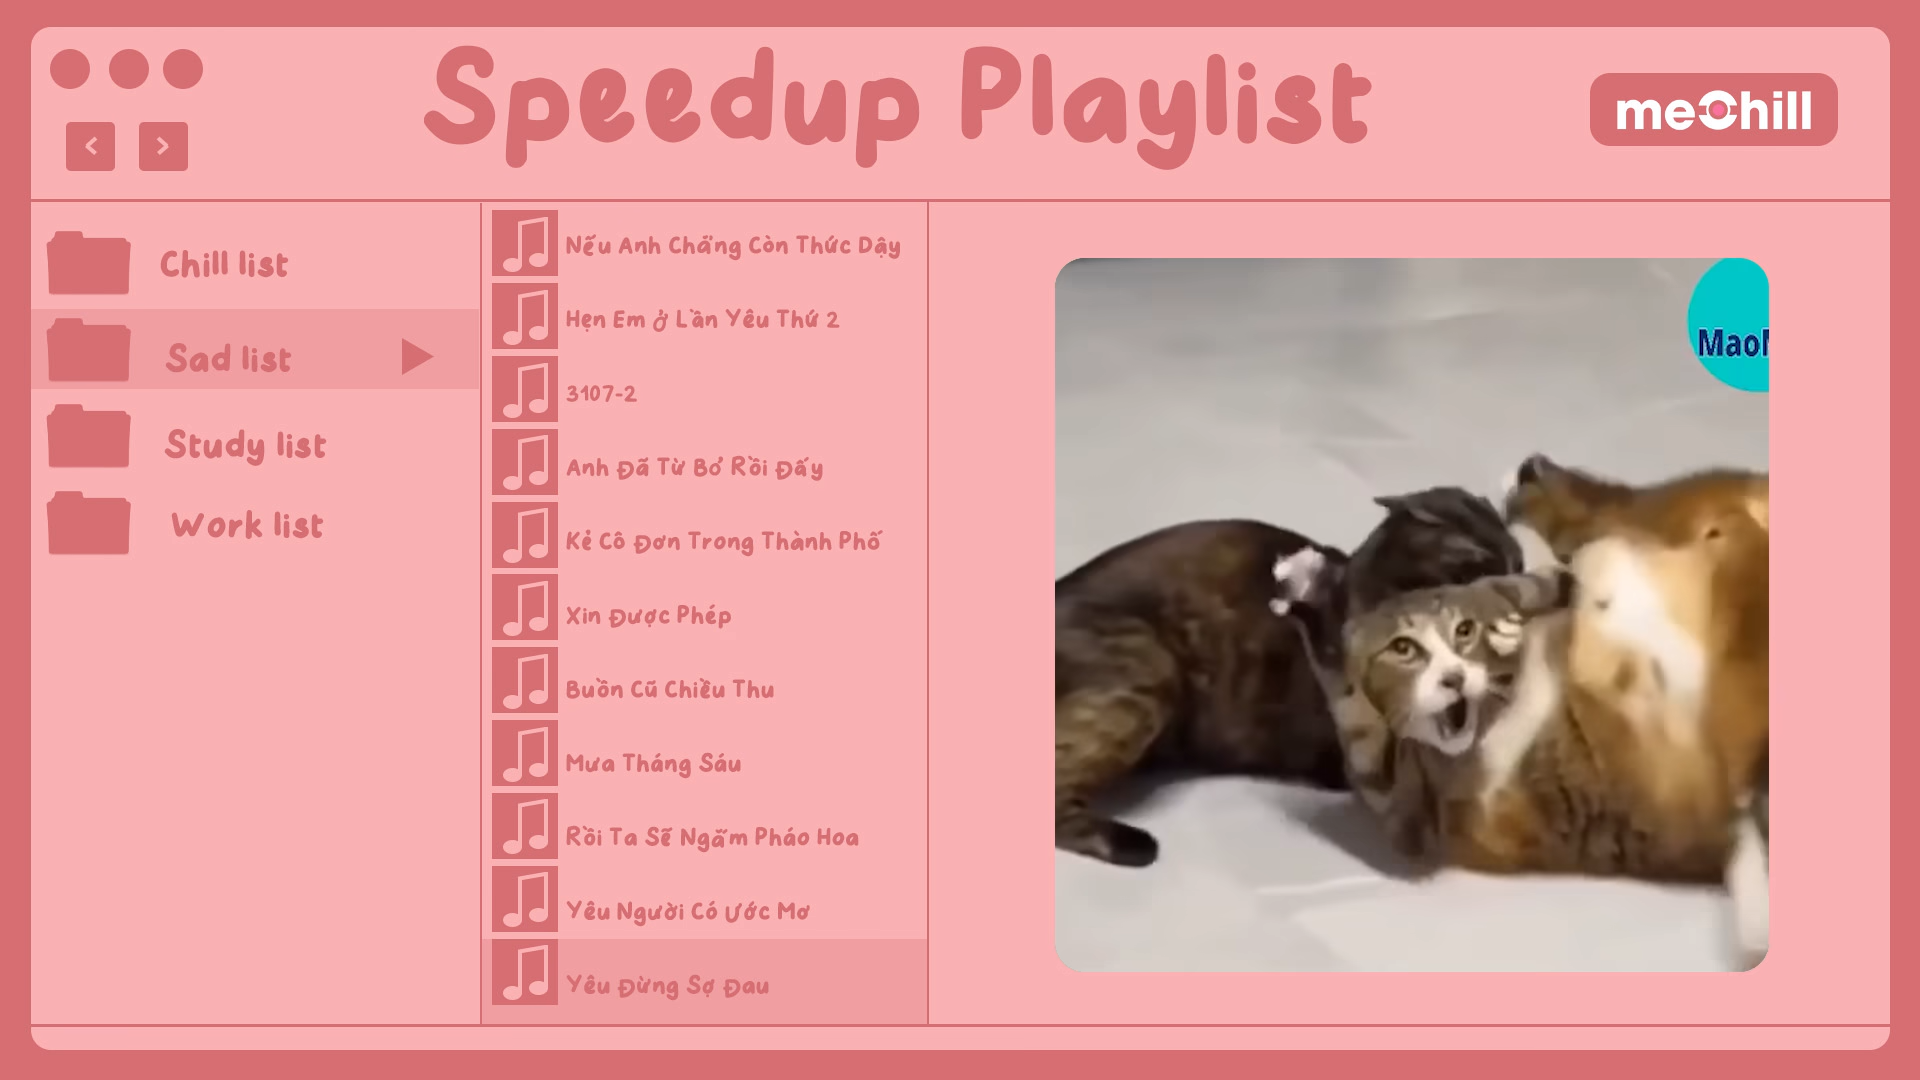 Speedup Playlist
meChill
Chill list
Sad list
Study list
Work list
Nếu Anh Chẳng Còn Thức Dậy
Hẹn Em ở Lần Yêu Thứ 2
3107-2
Anh Đã Từ Bỏ Rồi Đấy
Kẻ Cô Đơn Trong Thành Phố
Xin Được Phép
Buồn Cũ Chiều Thu
Mưa Tháng Sáu
Rồi Ta Sẽ Ngắm Pháo Hoa
Yêu Người Có Ước Mơ
Yêu Đừng Sợ Đau